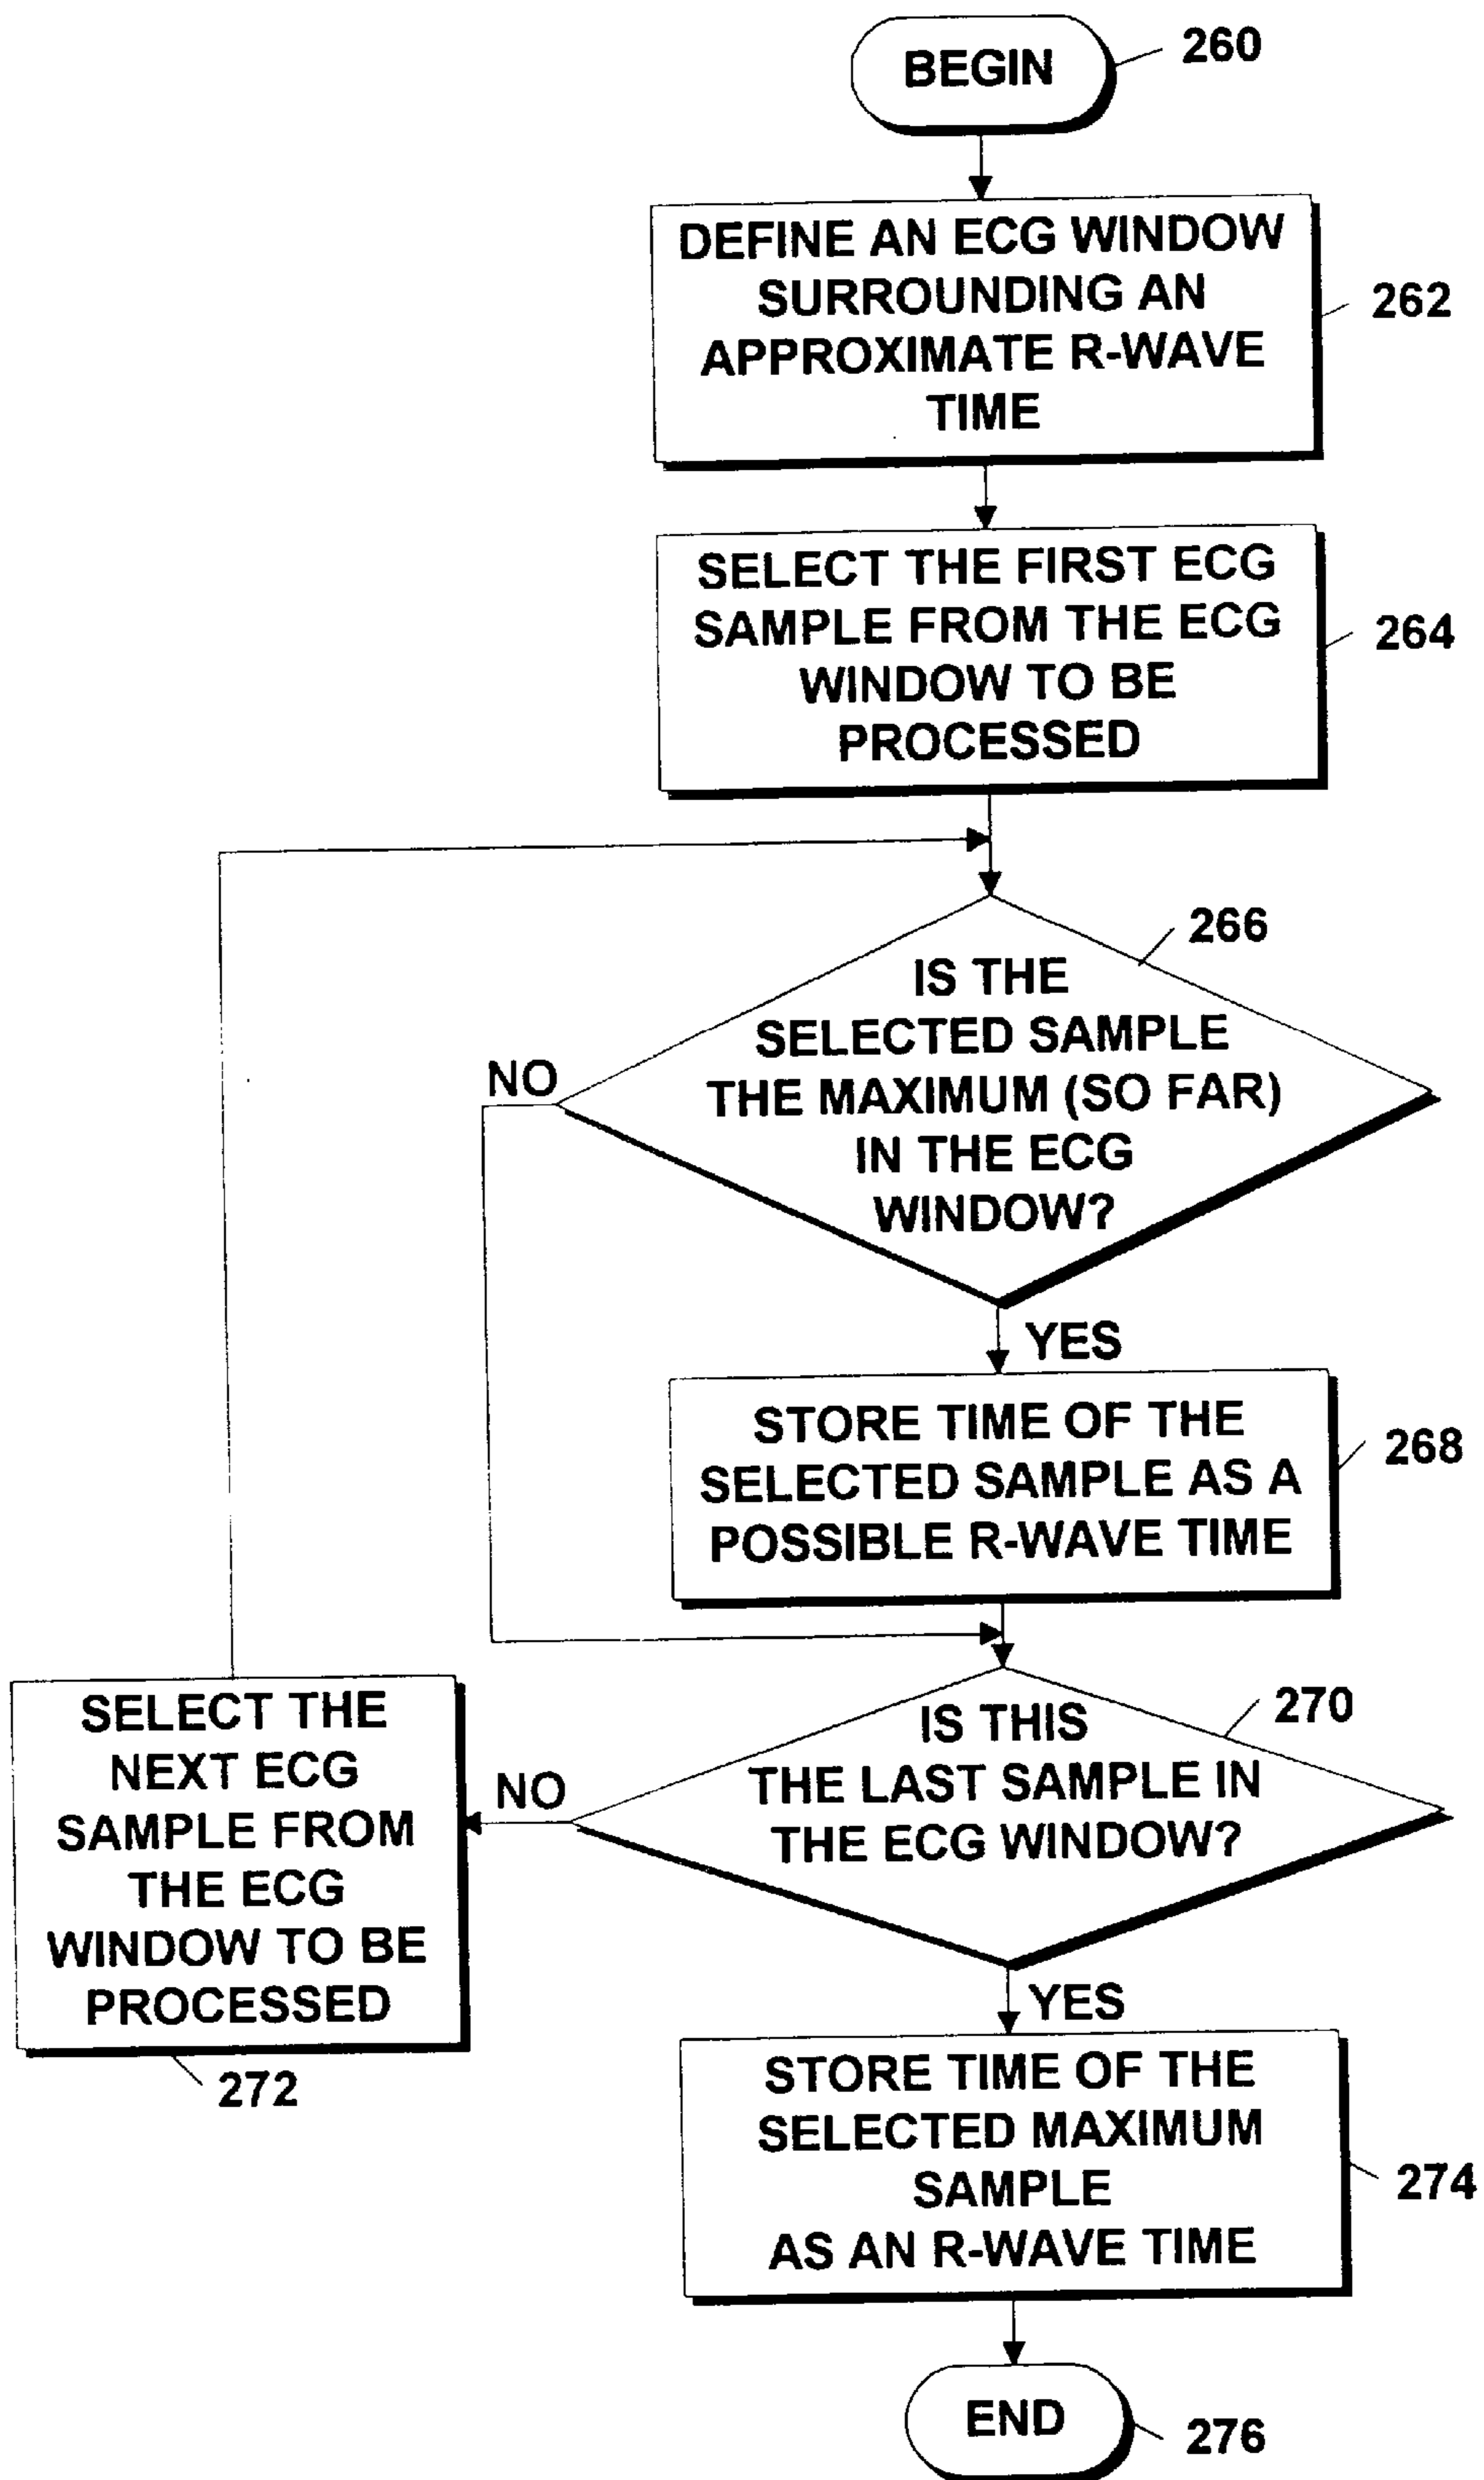 BEGIN
260
DEFINE AN ECG WINDOW
SURROUNDING AN
APPROXIMATE R-WAVE
TIME
262
SELECT THE FIRST ECG
SAMPLE FROM THE ECG
WINDOW TO BE
PROCESSED
264
266
IS THE
SELECTED SAMPLE
THE MAXIMUM (SO FAR)
IN THE ECG
WINDOW?
NO
YES
STORE TIME OF THE
SELECTED SAMPLE AS A
POSSIBLE R-WAVE TIME
268
270
IS THIS
THE LAST SAMPLE IN
THE ECG WINDOW?
NO
SELECT THE
NEXT ECG
SAMPLE FROM
THE ECG
WINDOW TO BE
PROCESSED
272
YES
STORE TIME OF THE
SELECTED MAXIMUM
SAMPLE
AS AN R-WAVE TIME
274
END
276